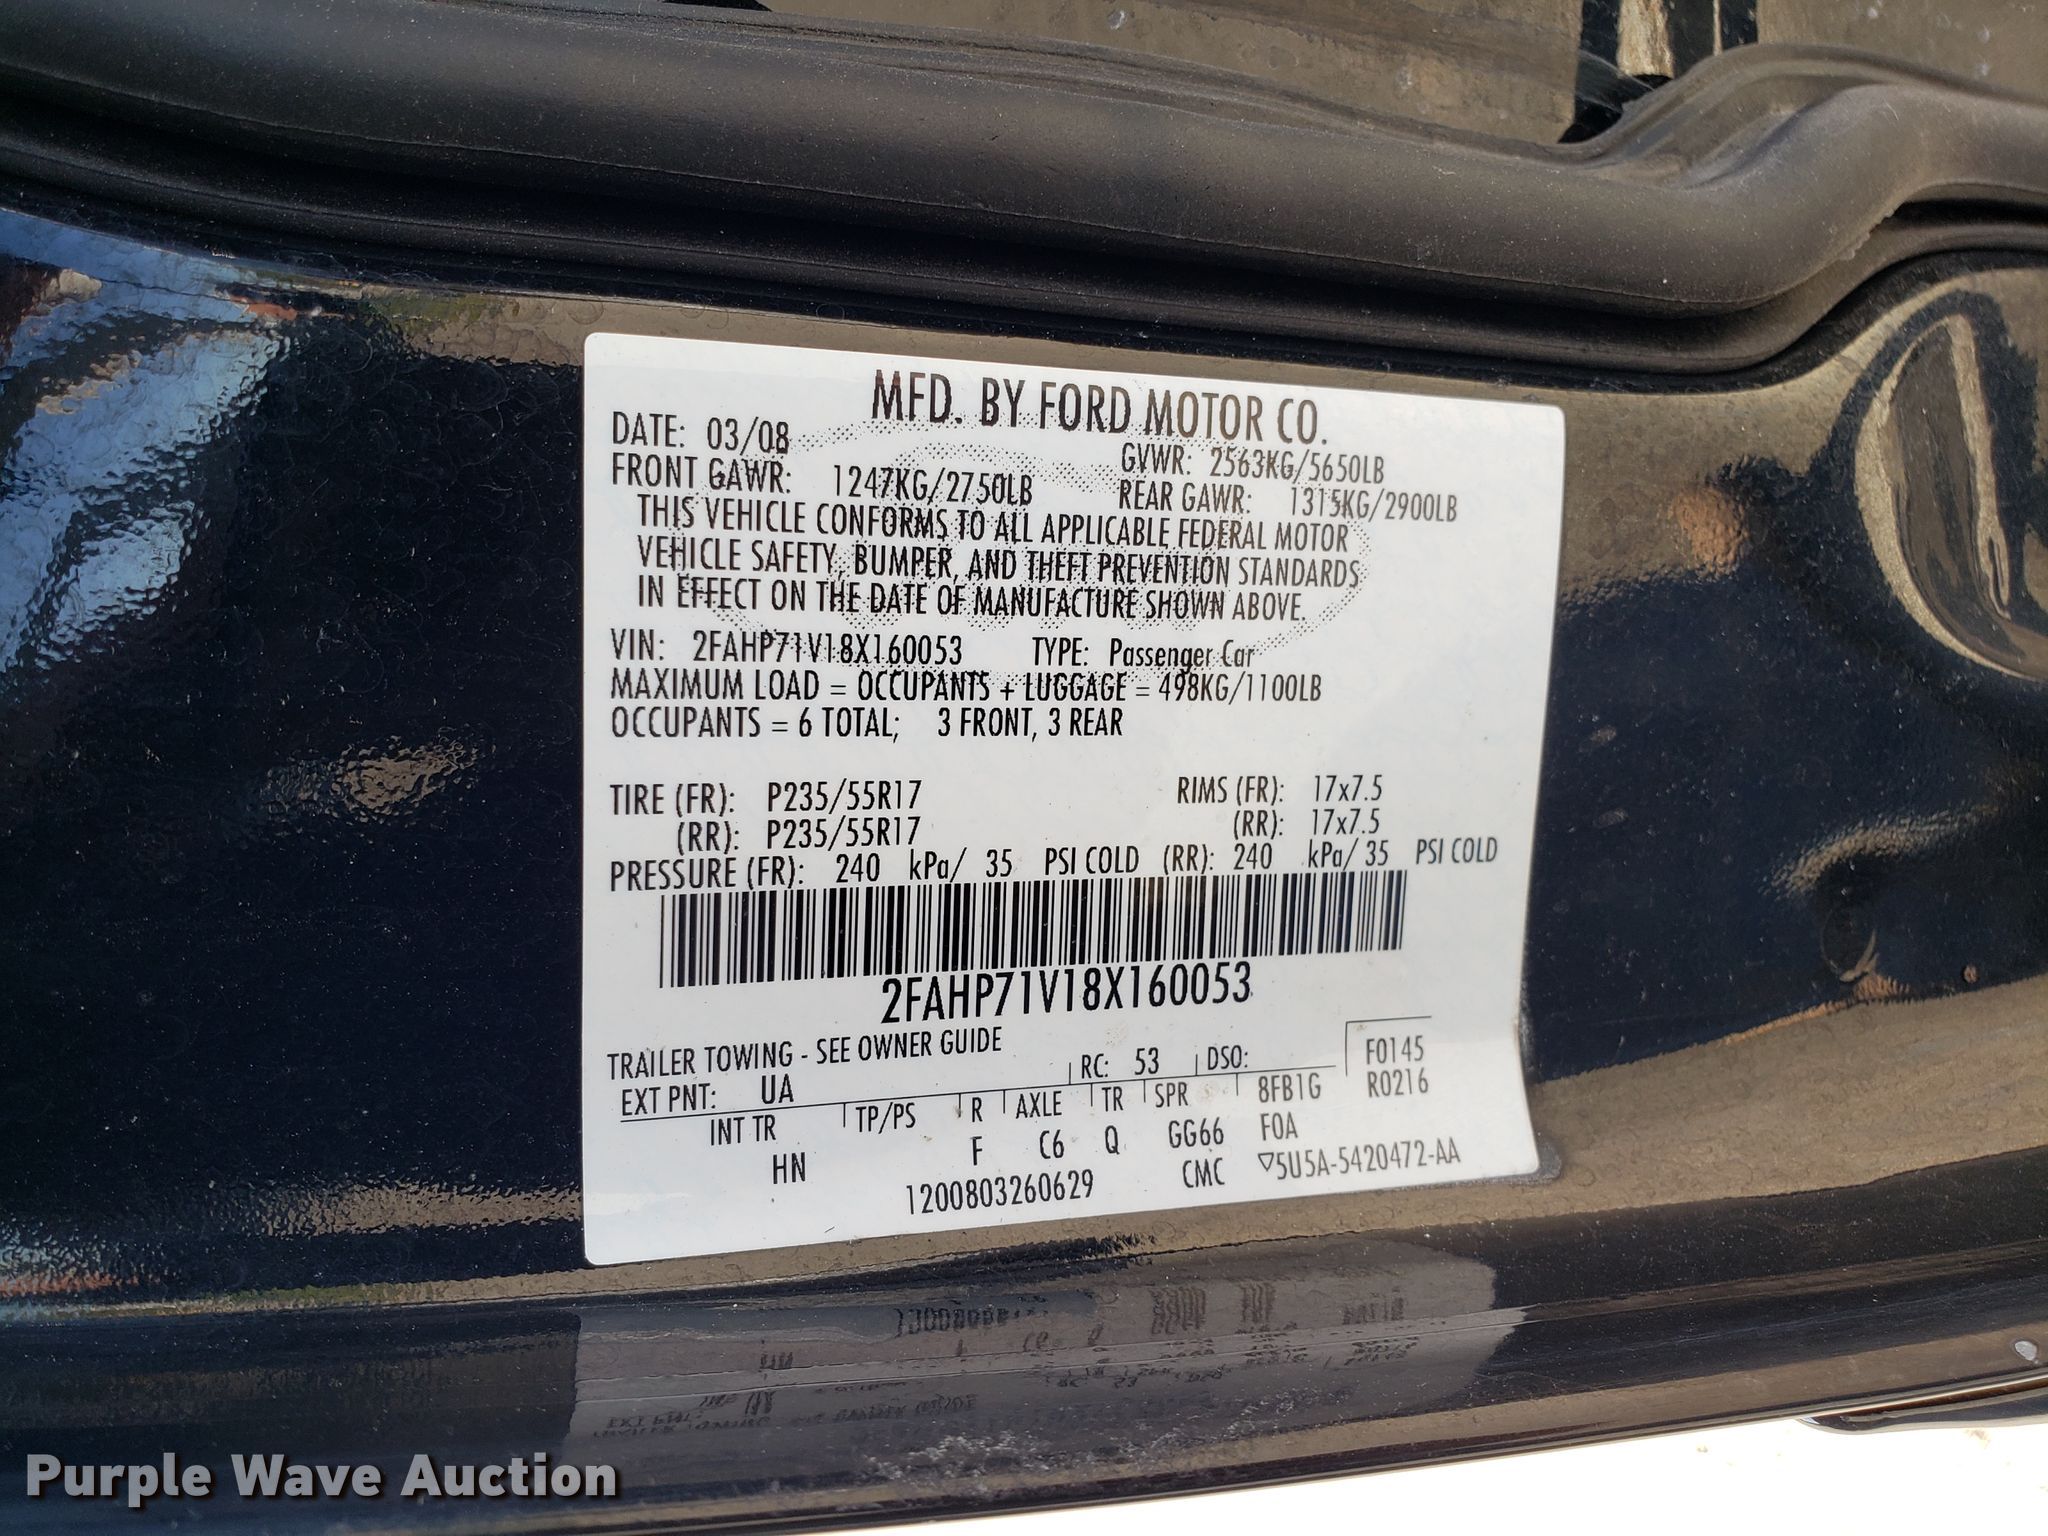 MFD. BY FORD MOTOR CO.
DATE: 03/08 GVWR: 2563KG/5650LB
FRONT GAWR: 1247KG/2750LB REAR GAWR: 1315KG/2900LB
THIS VEHICLE CONFORMS TO ALL APPLICABLE FEDERAL MOTOR
VEHICLE SAFETY, BUMPER, AND THEFT PREVENTION STANDARDS
IN EFFECT ON THE DATE OF MANUFACTURE SHOWN ABOVE.
VIN: 2FAHP71V18X160053 TYPE: Passenger Car
MAXIMUM LOAD = OCCUPANTS + LUGGAGE = 498KG/1100LB
OCCUPANTS = 6 TOTAL; 3 FRONT, 3 REAR
TIRE (FR): P235/55R17 RIMS (FR): 17x7.5
(RR): P235/55R17 (RR): 17x7.5
PRESSURE (FR): 240 kPa/ 35 PSI COLD (RR): 240 kPa/ 35 PSI COLD
2FAHP71V18X160053
TRAILER TOWING - SEE OWNER GUIDE
EXT PNT: UA RC: 53 DSO: F0145
INT TR TP/PS R AXLE TR SPR 8FB1G R0216
HN F C6 Q GG66 FOA
1200803260629 CMC ▽5U5A-5420472-AA
Purple Wave Auction